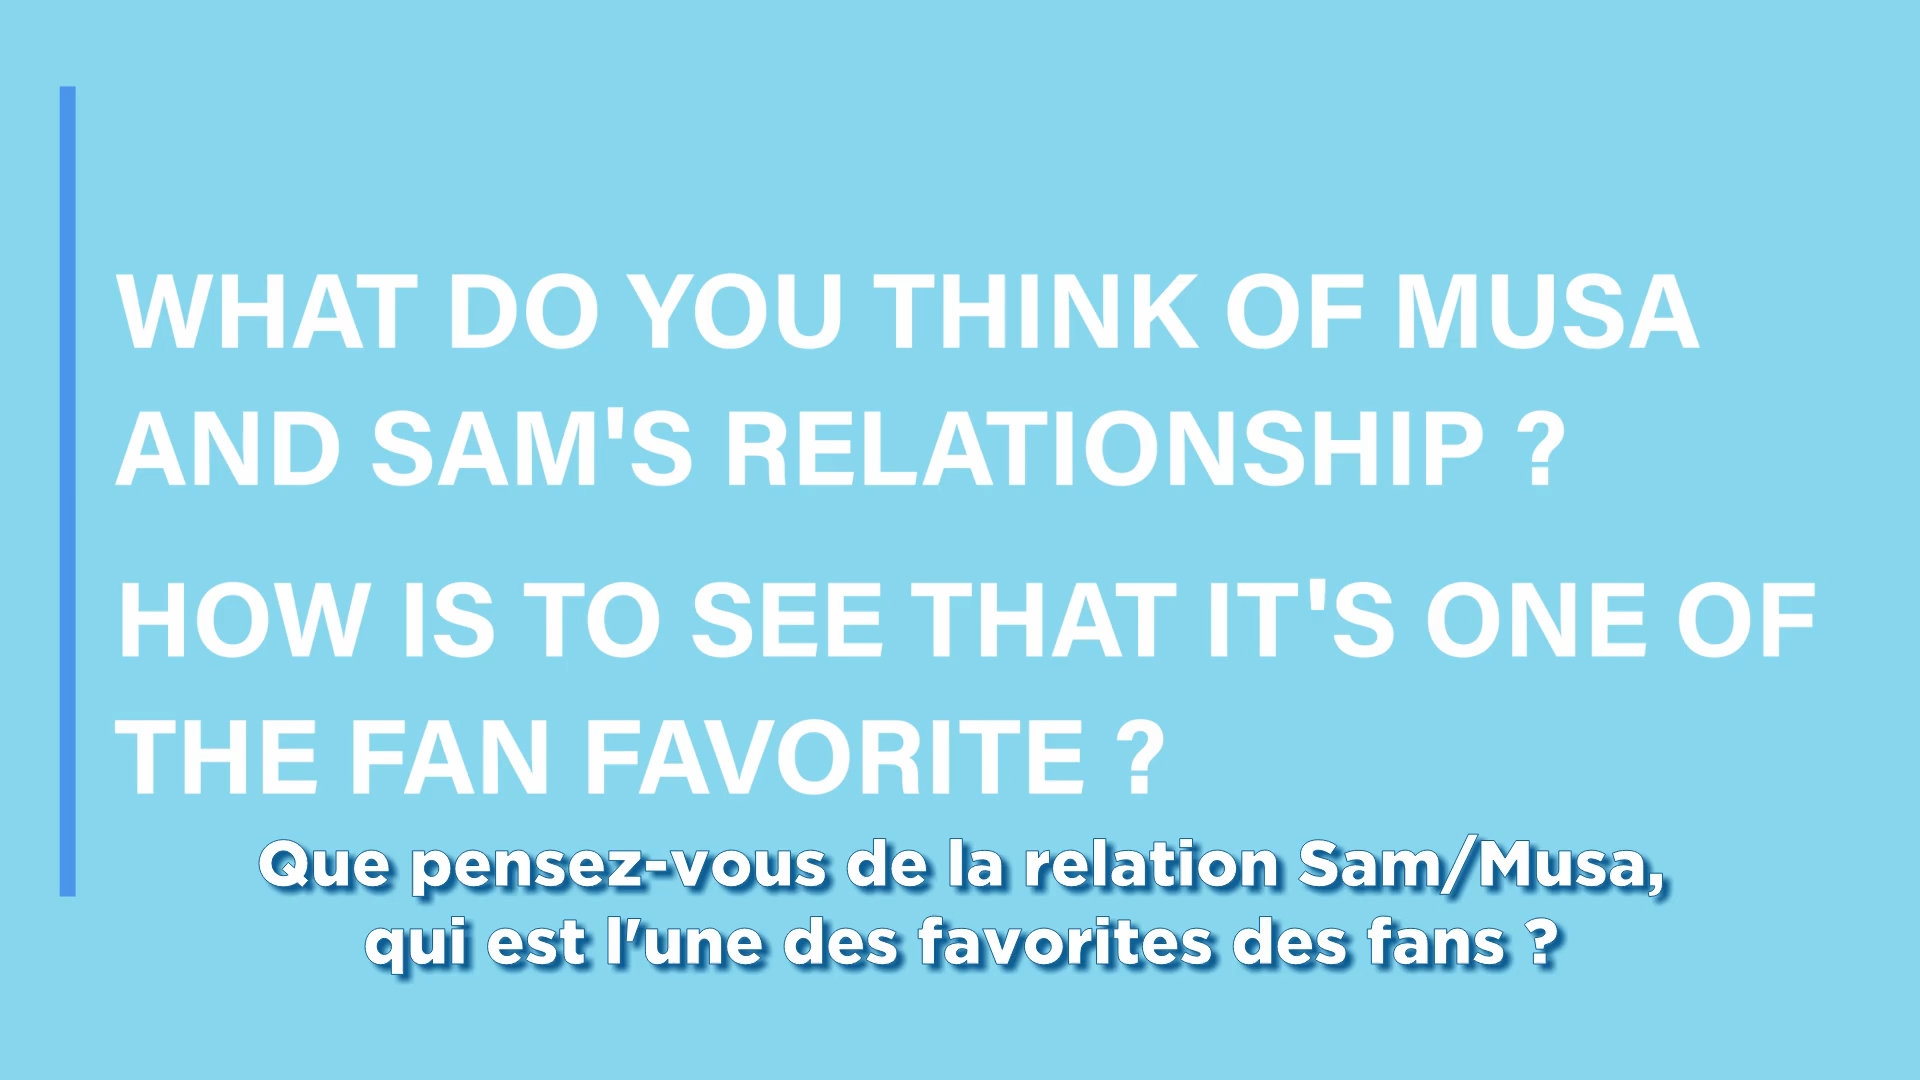 WHAT DO YOU THINK OF MUSA
AND SAM'S RELATIONSHIP ?
HOW IS TO SEE THAT IT'S ONE OF
THE FAN FAVORITE ?
Que pensez-vous de la relation Sam/Musa,
qui est l'une des favorites des fans ?